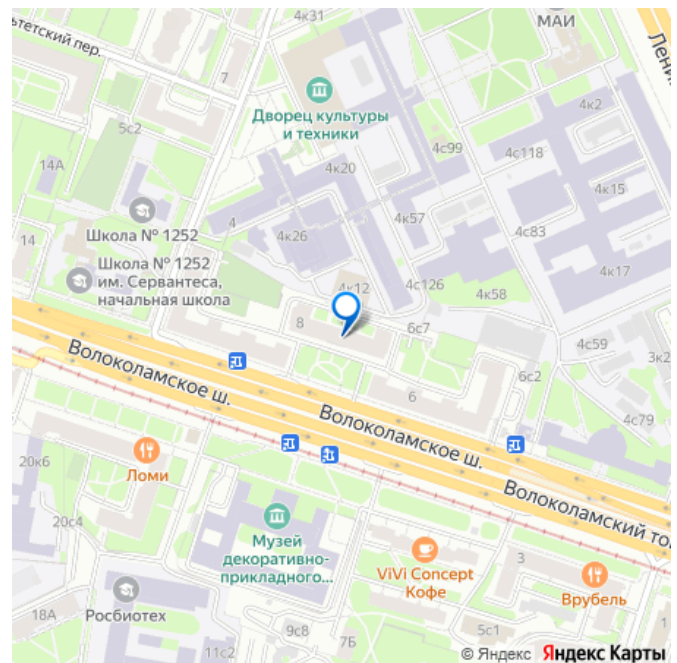 4к31
МАИ
Лени
тетский пер.
7
4к2
Дворец культуры
и техники
5с2
4с99
4с118
14А
4к20
4к15
Школа № 1252
4
4к57
4с83
14
4к26
Школа № 1252
им. Сервантеса,
начальная школа
4к12
4с126
4к58
4к17
8
6с7
4с59
3к2
Волоколамское ш.
6с2
6
4с79
Волоколамское ш.
20к6
Ломи
Волоколамский то
20с4
Музей
декоративно-
прикладного...
ViVi Concept
Кофе
3
Врубель
Росбиотех
18А
11с2
9с8
7Б
5с1
1
© Яндекс Яндекс Карты